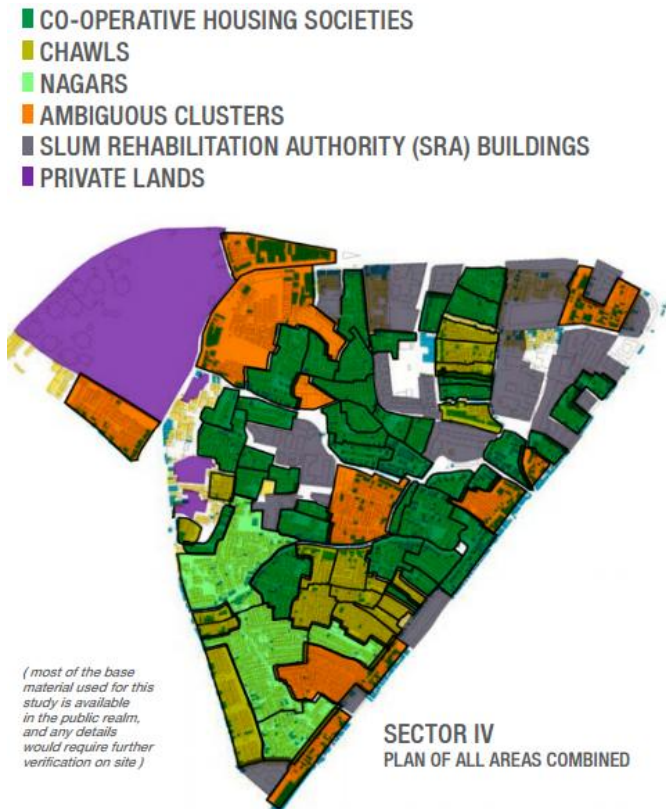 CO-OPERATIVE HOUSING SOCIETIES
CHAWLS
NAGARS
AMBIGUOUS CLUSTERS
SLUM REHABILITATION AUTHORITY (SRA) BUILDINGS
PRIVATE LANDS
( most of the base
material used for this
study is available
in the public realm,
and any details
would require further
verification on site )
SECTOR IV
PLAN OF ALL AREAS COMBINED